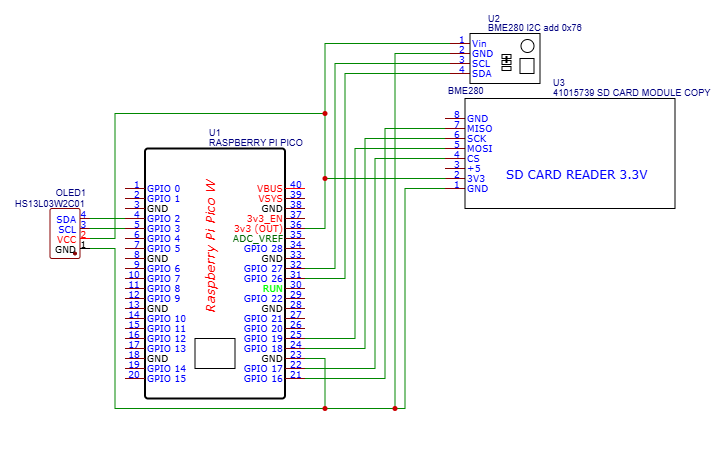 U2
BME280 I2C add 0x76
1 Vin
2 GND
3 SCL
4 SDA
BME280
U3
41015739 SD CARD MODULE COPY
8 GND
7 MISO
6 SCK
5 MOSI
4 CS
3 +5
2 3V3
1 GND
SD CARD READER 3.3V
U1
RASPBERRY PI PICO
Raspberry Pi Pico W
1 GPIO 0
2 GPIO 1
3 GND
4 GPIO 2
5 GPIO 3
6 GPIO 4
7 GPIO 5
8 GND
9 GPIO 6
10 GPIO 7
11 GPIO 8
12 GPIO 9
13 GND
14 GPIO 10
15 GPIO 11
16 GPIO 12
17 GPIO 13
18 GND
19 GPIO 14
20 GPIO 15
VBUS 40
VSYS 39
GND 38
3v3_EN 37
3v3 (OUT) 36
ADC_VREF 35
GPIO 28 34
GND 33
GPIO 27 32
GPIO 26 31
RUN 30
GPIO 22 29
GND 28
GPIO 21 27
GPIO 20 26
GPIO 19 25
GPIO 18 24
GND 23
GPIO 17 22
GPIO 16 21
OLED1
HS13L03W2C01
SDA 4
SCL 3
VCC 2
GND 1